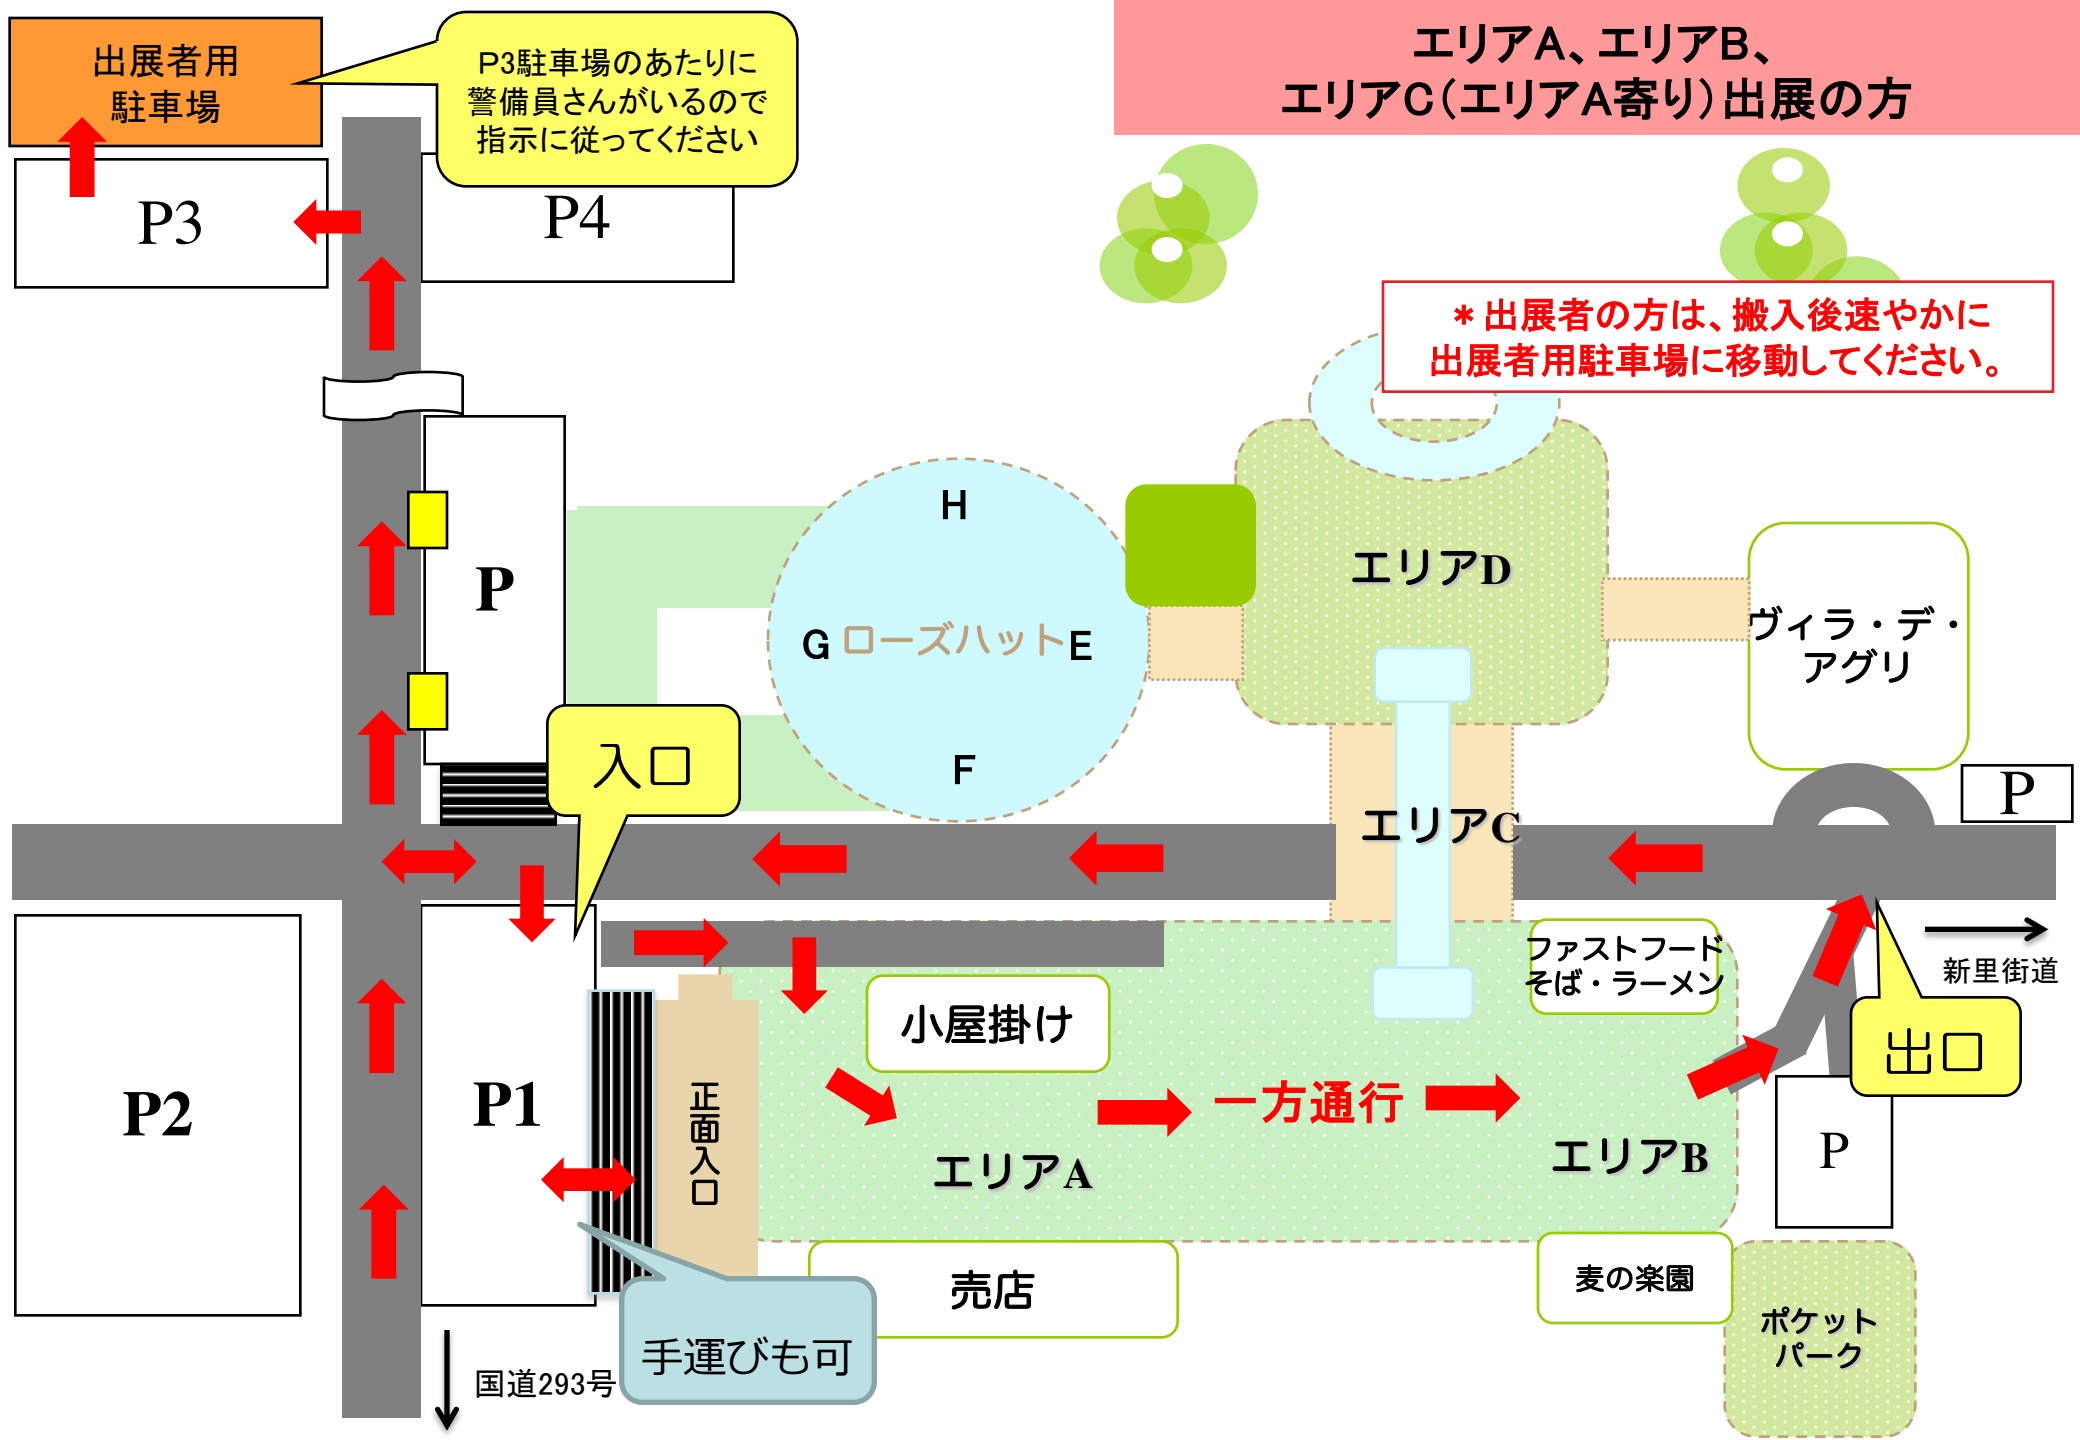 エリアA、エリアB、
エリアC（エリアA寄り）出展の方
出展者用
駐車場
P3駐車場のあたりに
警備員さんがいるので
指示に従ってください
P3
P4
＊出展者の方は、搬入後速やかに
出展者用駐車場に移動してください。
H
G
ローズハット
E
F
P
エリアD
ヴィラ・デ・
アグリ
入口
エリアC
P
P2
P1
正面入口
小屋掛け
ファストフード
そば・ラーメン
新里街道
出口
一方通行
エリアA
エリアB
P
売店
麦の楽園
ポケット
パーク
手運びも可
国道293号